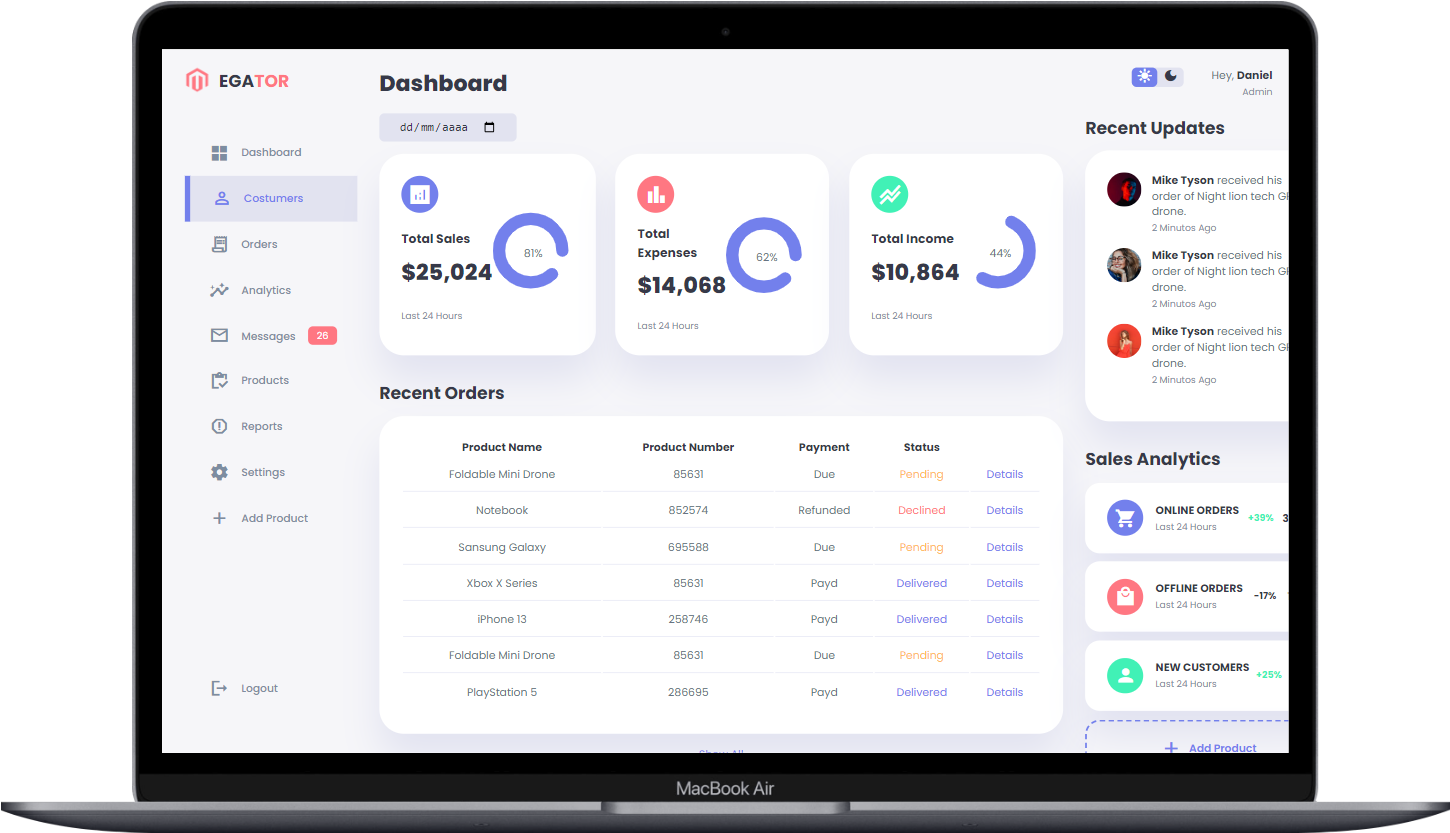 EGATOR
Dashboard
Costumers
Orders
Analytics
Messages 26
Products
Reports
Settings
Add Product
Logout
Dashboard
dd/mm/aaaa
Total Sales
$25,024
81%
Last 24 Hours
Total
Expenses
$14,068
62%
Last 24 Hours
Total Income
$10,864
44%
Last 24 Hours
Recent Orders
Product Name Product Number Payment Status
Foldable Mini Drone 85631 Due Pending Details
Notebook 852574 Refunded Declined Details
Sansung Galaxy 695588 Due Pending Details
Xbox X Series 85631 Payd Delivered Details
iPhone 13 258746 Payd Delivered Details
Foldable Mini Drone 85631 Due Pending Details
PlayStation 5 286695 Payd Delivered Details
Show All
Hey, Daniel
Admin
Recent Updates
Mike Tyson received his
order of Night lion tech
drone.
2 Minutos Ago
Mike Tyson received his
order of Night lion tech
drone.
2 Minutos Ago
Mike Tyson received his
order of Night lion tech
drone.
2 Minutos Ago
Sales Analytics
ONLINE ORDERS
Last 24 Hours
+39%
OFFLINE ORDERS
Last 24 Hours
-17%
NEW CUSTOMERS
Last 24 Hours
+25%
Add Product
MacBook Air